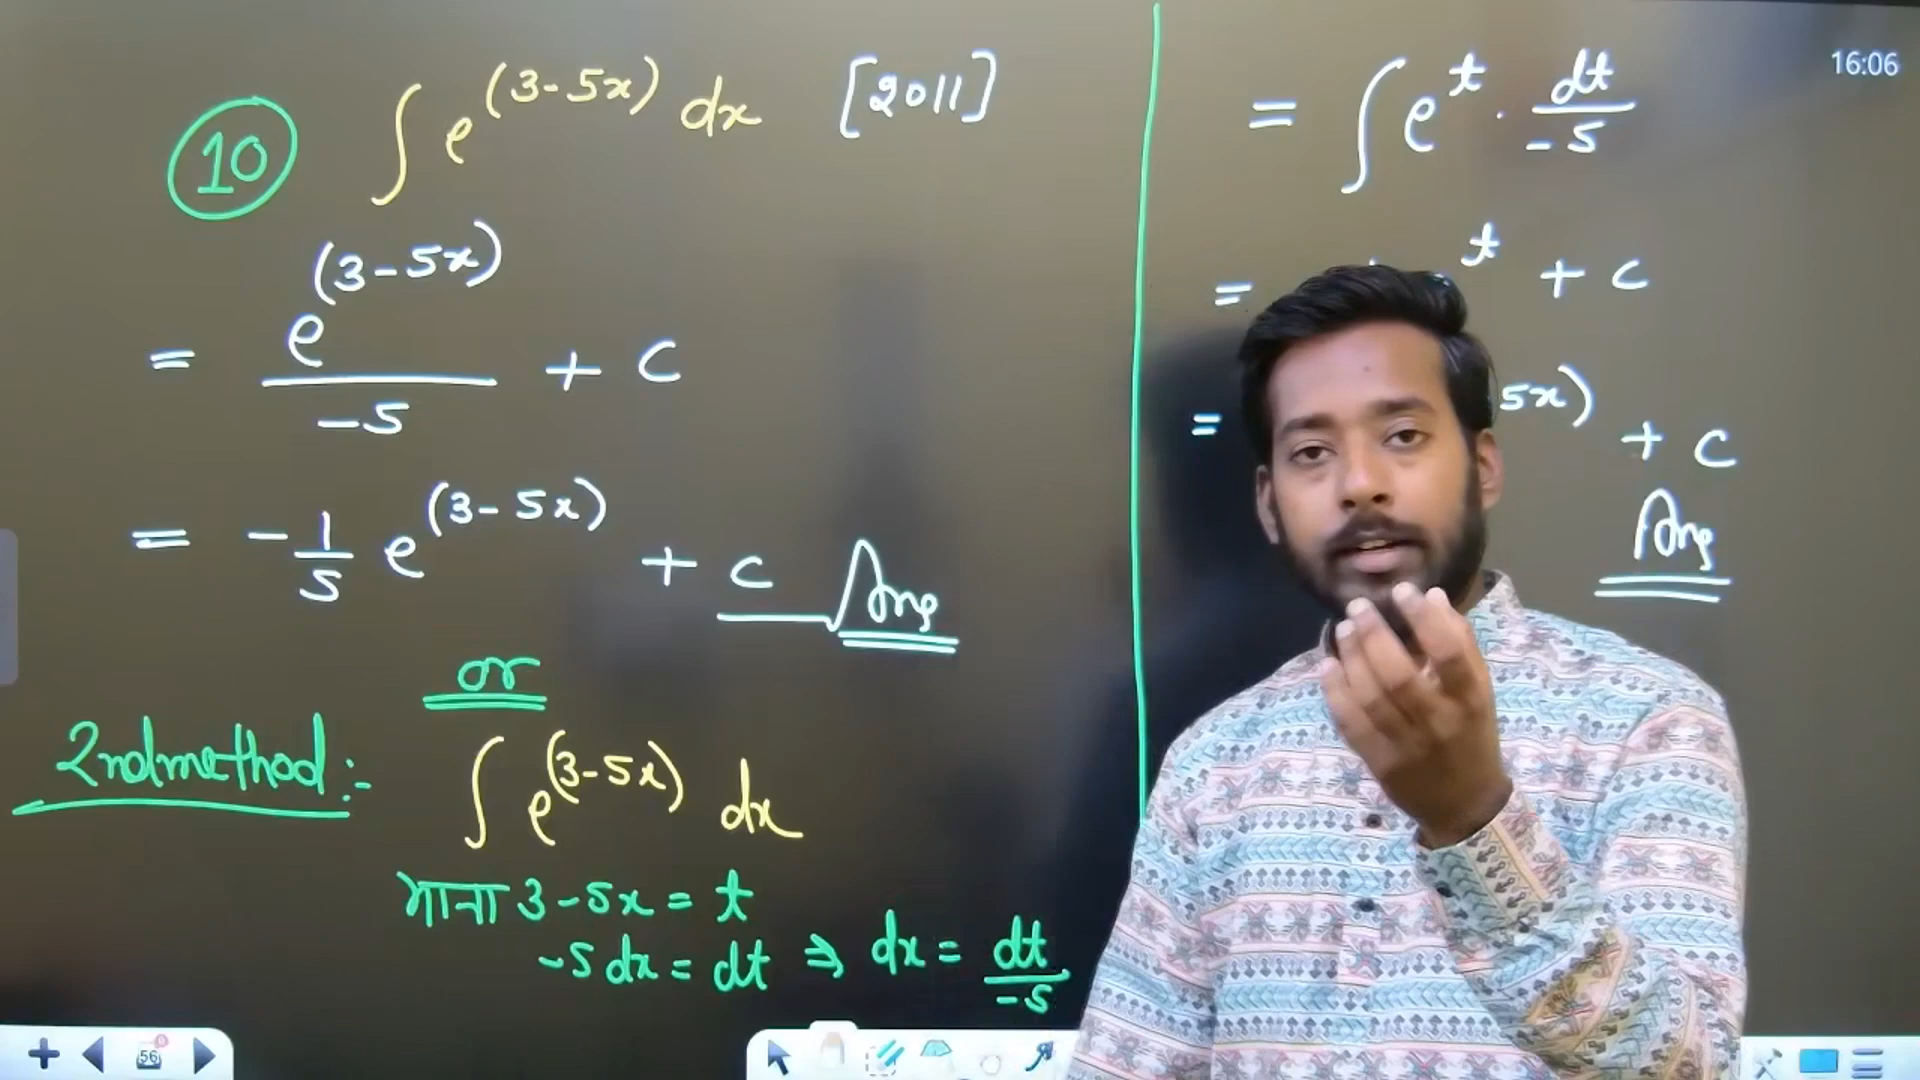 10 ∫ e^(3-5x) dx [2011]
= e^(3-5x) / -5 + c
= -1/5 e^(3-5x) + c Ans
or
2nd method :- ∫ e^(3-5x) dx
माना 3-5x = t
-5dx = dt ⇒ dx = dt/-5
16:06
= ∫ e^t · dt/-5
= t + c
= 5x) + c
Ans
56